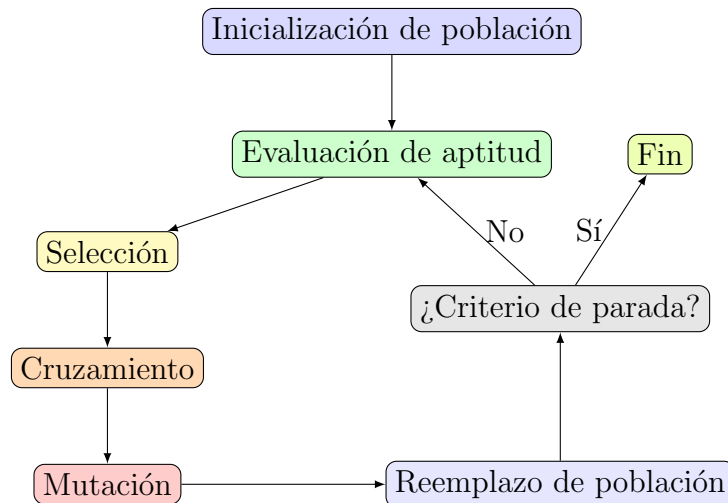 Inicialización de población
Evaluación de aptitud
Fin
No
Sí
Selección
¿Criterio de parada?
Cruzamiento
Mutación
Reemplazo de población